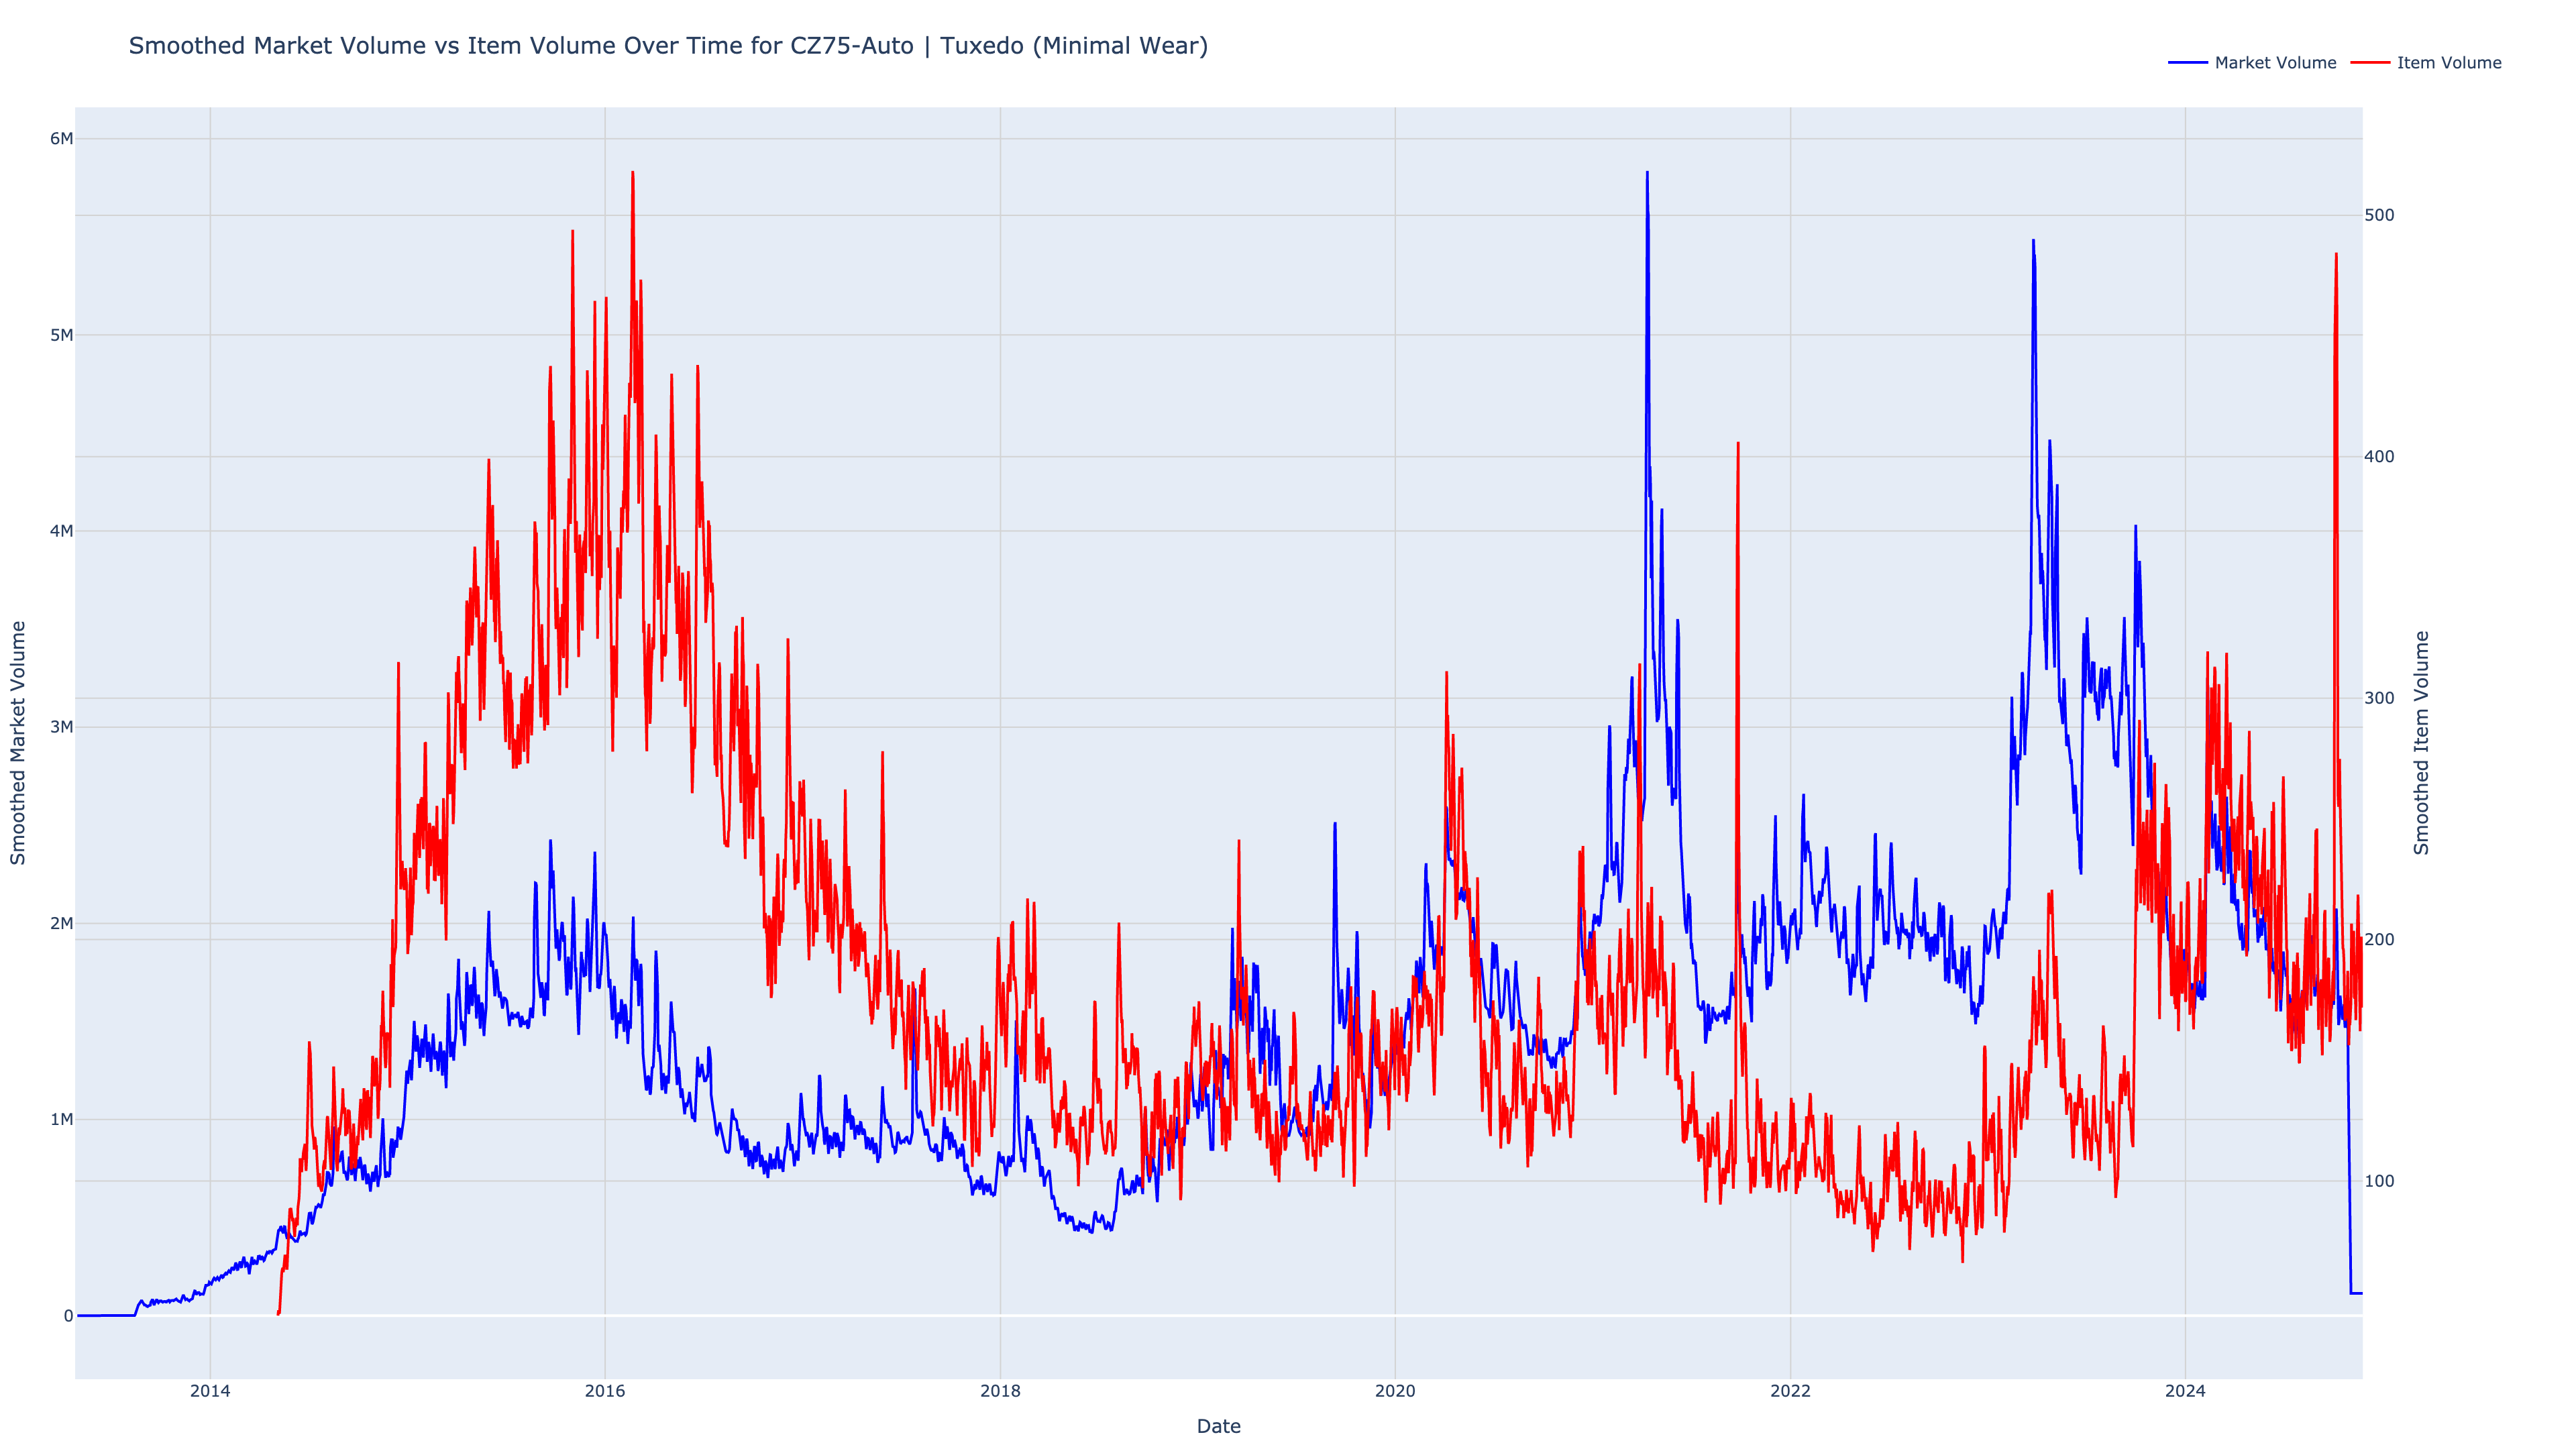 Smoothed Market Volume vs Item Volume Over Time for CZ75-Auto | Tuxedo (Minimal Wear)
Market Volume
Item Volume
6M
5M
4M
3M
2M
1M
0
Smoothed Market Volume
500
400
300
200
100
Smoothed Item Volume
2014
2016
2018
2020
2022
2024
Date